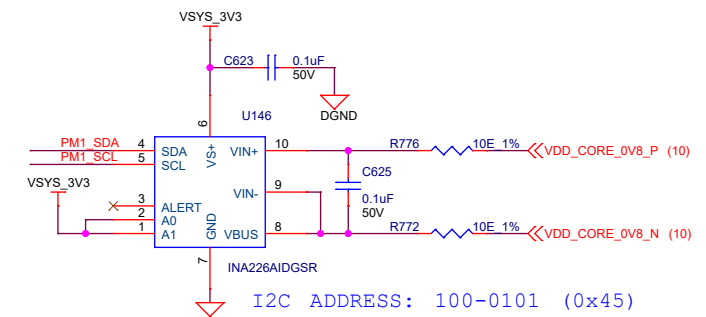 VSYS_3V3
C623 0.1uF
50V
DGND
U146
6
VS+
PM1_SDA 4 SDA VIN+ 10 R776 10E_1% VDD_CORE_0V8_P (10)
PM1_SCL 5 SCL
C625
VSYS_3V3 VIN- 9
0.1uF
50V
3 ALERT
2 A0
1 A1 GND VBUS 8 R772 10E_1% VDD_CORE_0V8_N (10)
7
INA226AIDGSR
I2C ADDRESS: 100-0101 (0x45)